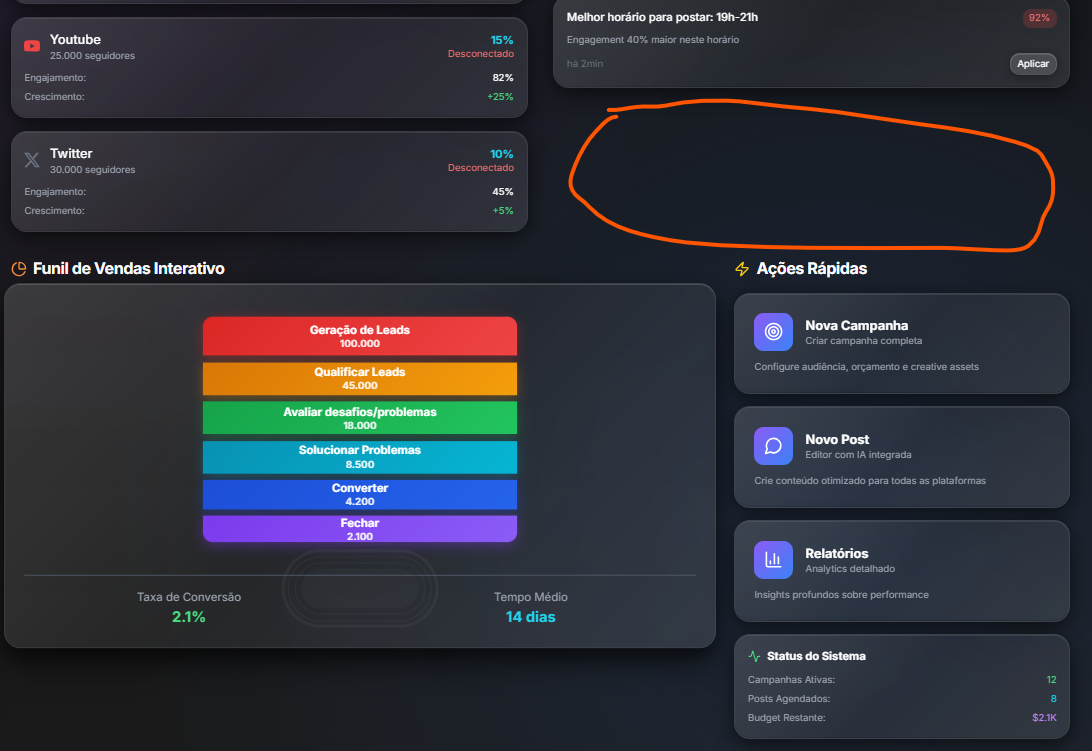 Youtube
25.000 seguidores
15%
Desconectado
Engajamento:
82%
Crescimento:
+25%
Twitter
30.000 seguidores
10%
Desconectado
Engajamento:
45%
Crescimento:
+5%
Melhor horário para postar: 19h-21h
92%
Engagement 40% maior neste horário
há 2min
Aplicar
Funil de Vendas Interativo
Geração de Leads
100.000
Qualificar Leads
45.000
Avaliar desafios/problemas
18.000
Solucionar Problemas
8.500
Converter
4.200
Fechar
2.100
Taxa de Conversão
2.1%
Tempo Médio
14 dias
Ações Rápidas
Nova Campanha
Criar campanha completa
Configure audiência, orçamento e creative assets
Novo Post
Editor com IA integrada
Crie conteúdo otimizado para todas as plataformas
Relatórios
Analytics detalhado
Insights profundos sobre performance
Status do Sistema
Campanhas Ativas:
12
Posts Agendados:
8
Budget Restante:
$2.1K